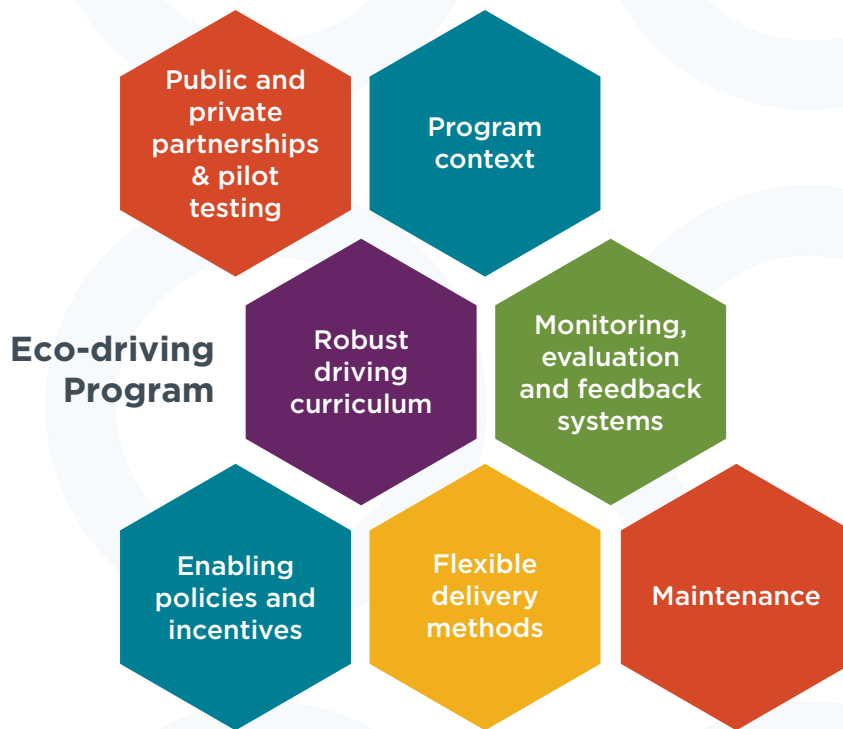 Public and
private
partnerships
& pilot
testing
Program
context
Eco-driving
Program
Robust
driving
curriculum
Monitoring,
evaluation
and feedback
systems
Enabling
policies and
incentives
Flexible
delivery
methods
Maintenance